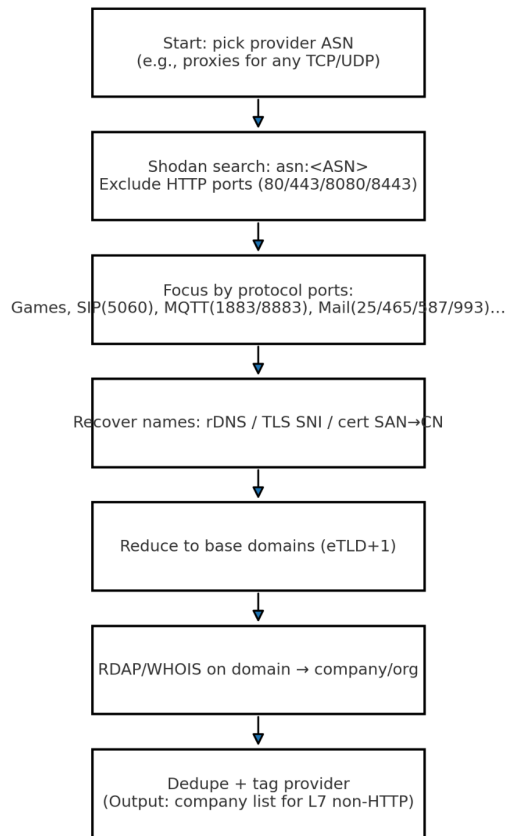 Start: pick provider ASN
(e.g., proxies for any TCP/UDP)
Shodan search: asn:<ASN>
Exclude HTTP ports (80/443/8080/8443)
Focus by protocol ports:
Games, SIP(5060), MQTT(1883/8883), Mail(25/465/587/993)…
Recover names: rDNS / TLS SNI / cert SAN→CN
Reduce to base domains (eTLD+1)
RDAP/WHOIS on domain → company/org
Dedupe + tag provider
(Output: company list for L7 non-HTTP)